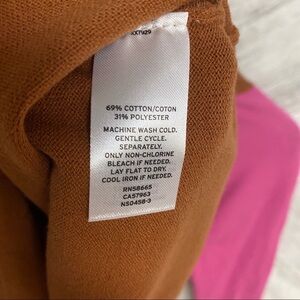 69% COTTON/COTON
31% POLYESTER
MACHINE WASH COLD.
GENTLE CYCLE.
SEPARATELY.
ONLY NON-CHLORINE
BLEACH IF NEEDED.
LAY FLAT TO DRY.
COOL IRON IF NEEDED.
RN58665
CA57963
NS0458-3